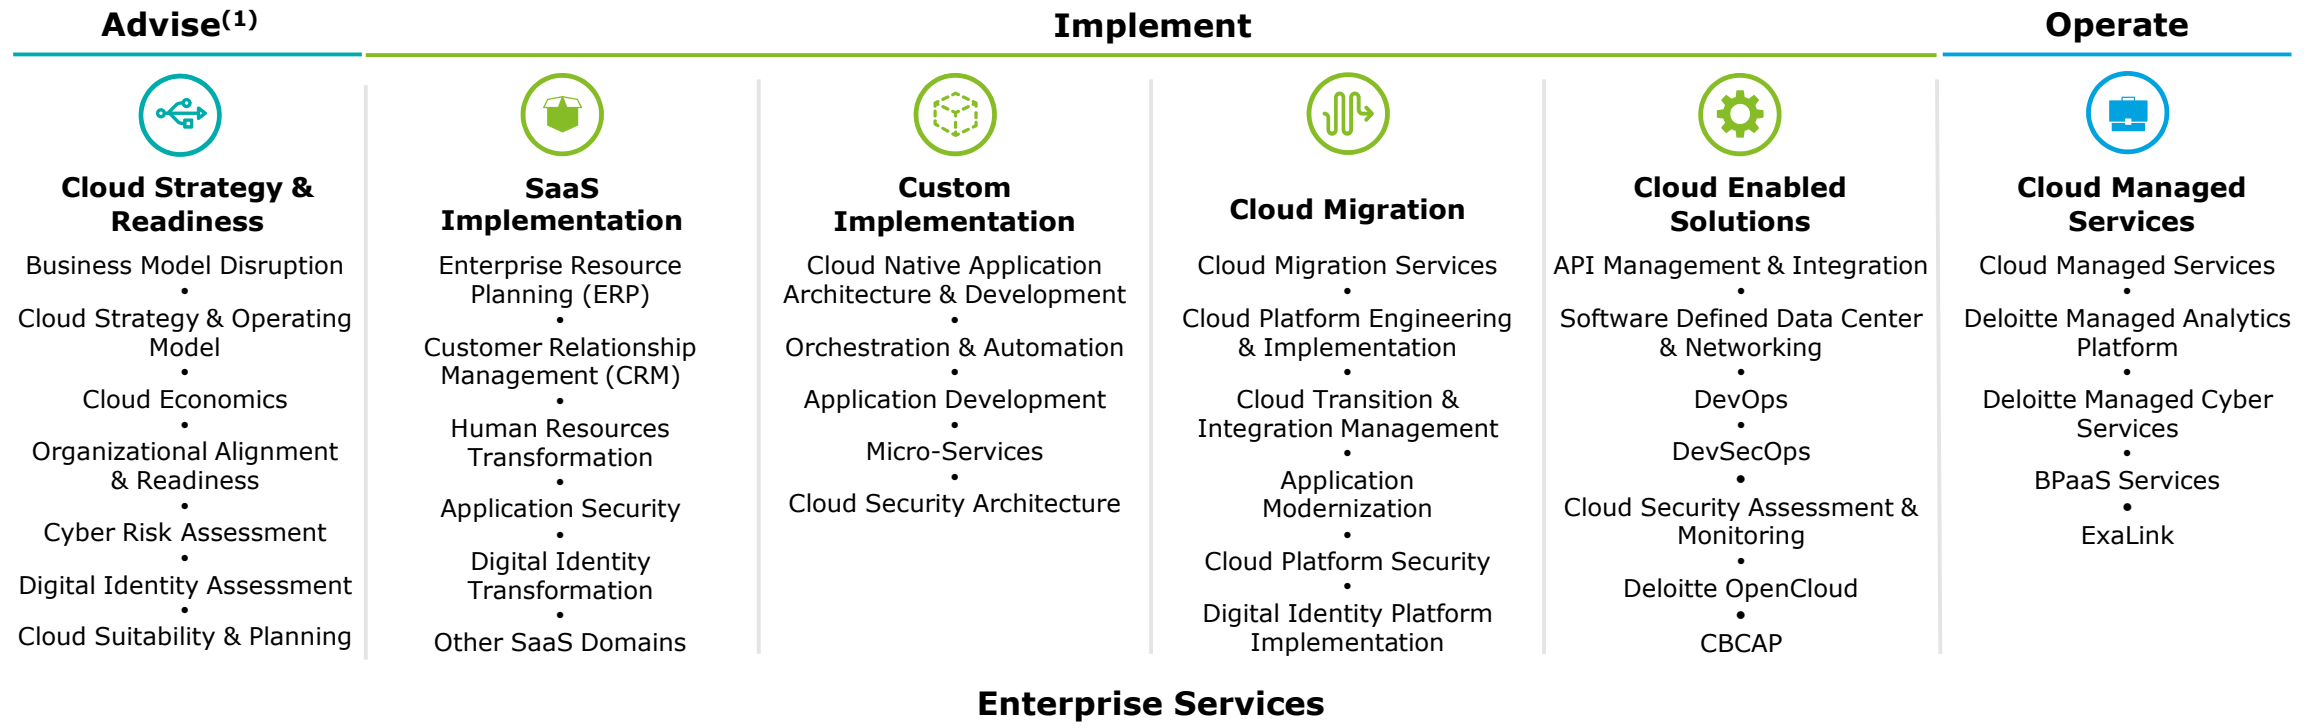 Advise(1)
Implement
Operate
Cloud Strategy &
Readiness
Business Model Disruption
•
Cloud Strategy & Operating
Model
•
Cloud Economics
•
Organizational Alignment
& Readiness
•
Cyber Risk Assessment
•
Digital Identity Assessment
•
Cloud Suitability & Planning
SaaS
Implementation
Enterprise Resource
Planning (ERP)
•
Customer Relationship
Management (CRM)
•
Human Resources
Transformation
•
Application Security
•
Digital Identity
Transformation
•
Other SaaS Domains
Custom
Implementation
Cloud Native Application
Architecture & Development
•
Orchestration & Automation
•
Application Development
•
Micro-Services
•
Cloud Security Architecture
Cloud Migration
Cloud Migration Services
•
Cloud Platform Engineering
& Implementation
•
Cloud Transition &
Integration Management
•
Application
Modernization
•
Cloud Platform Security
•
Digital Identity Platform
Implementation
Cloud Enabled
Solutions
API Management & Integration
•
Software Defined Data Center
& Networking
•
DevOps
•
DevSecOps
•
Cloud Security Assessment &
Monitoring
•
Deloitte OpenCloud
•
CBCAP
Cloud Managed
Services
Cloud Managed Services
•
Deloitte Managed Analytics
Platform
•
Deloitte Managed Cyber
Services
•
BPaaS Services
•
ExaLink
Enterprise Services